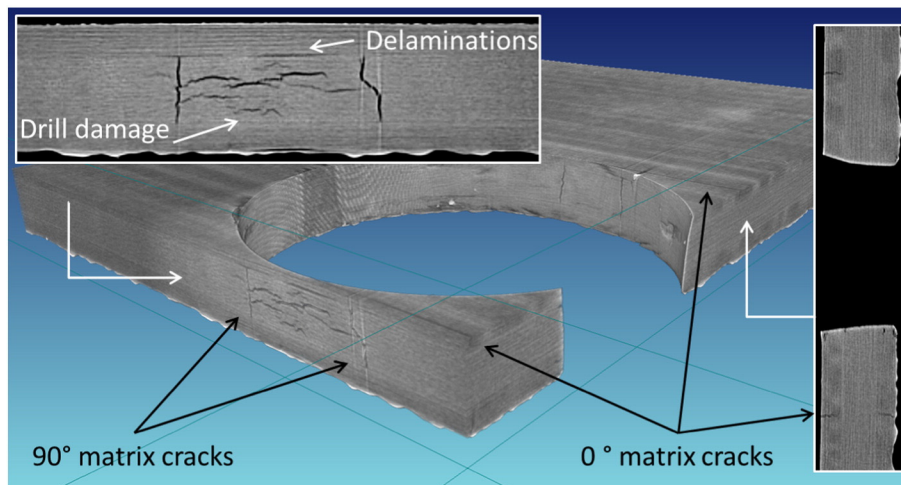 Delaminations
Drill damage
90° matrix cracks
0 ° matrix cracks